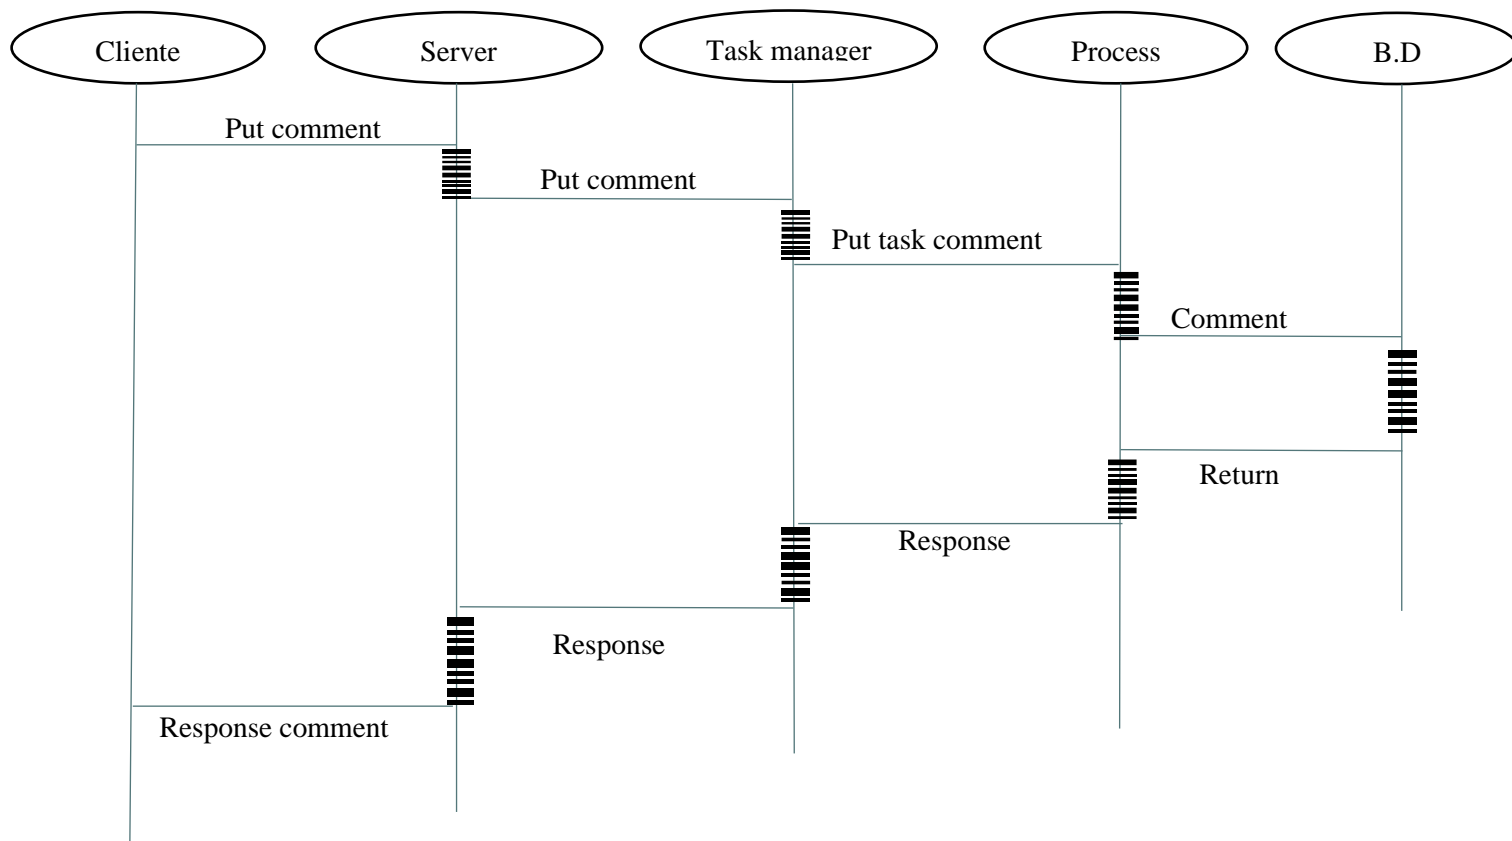 Cliente
Server
Task manager
Process
B.D
Put comment
Put comment
Put task comment
Comment
Return
Response
Response
Response comment